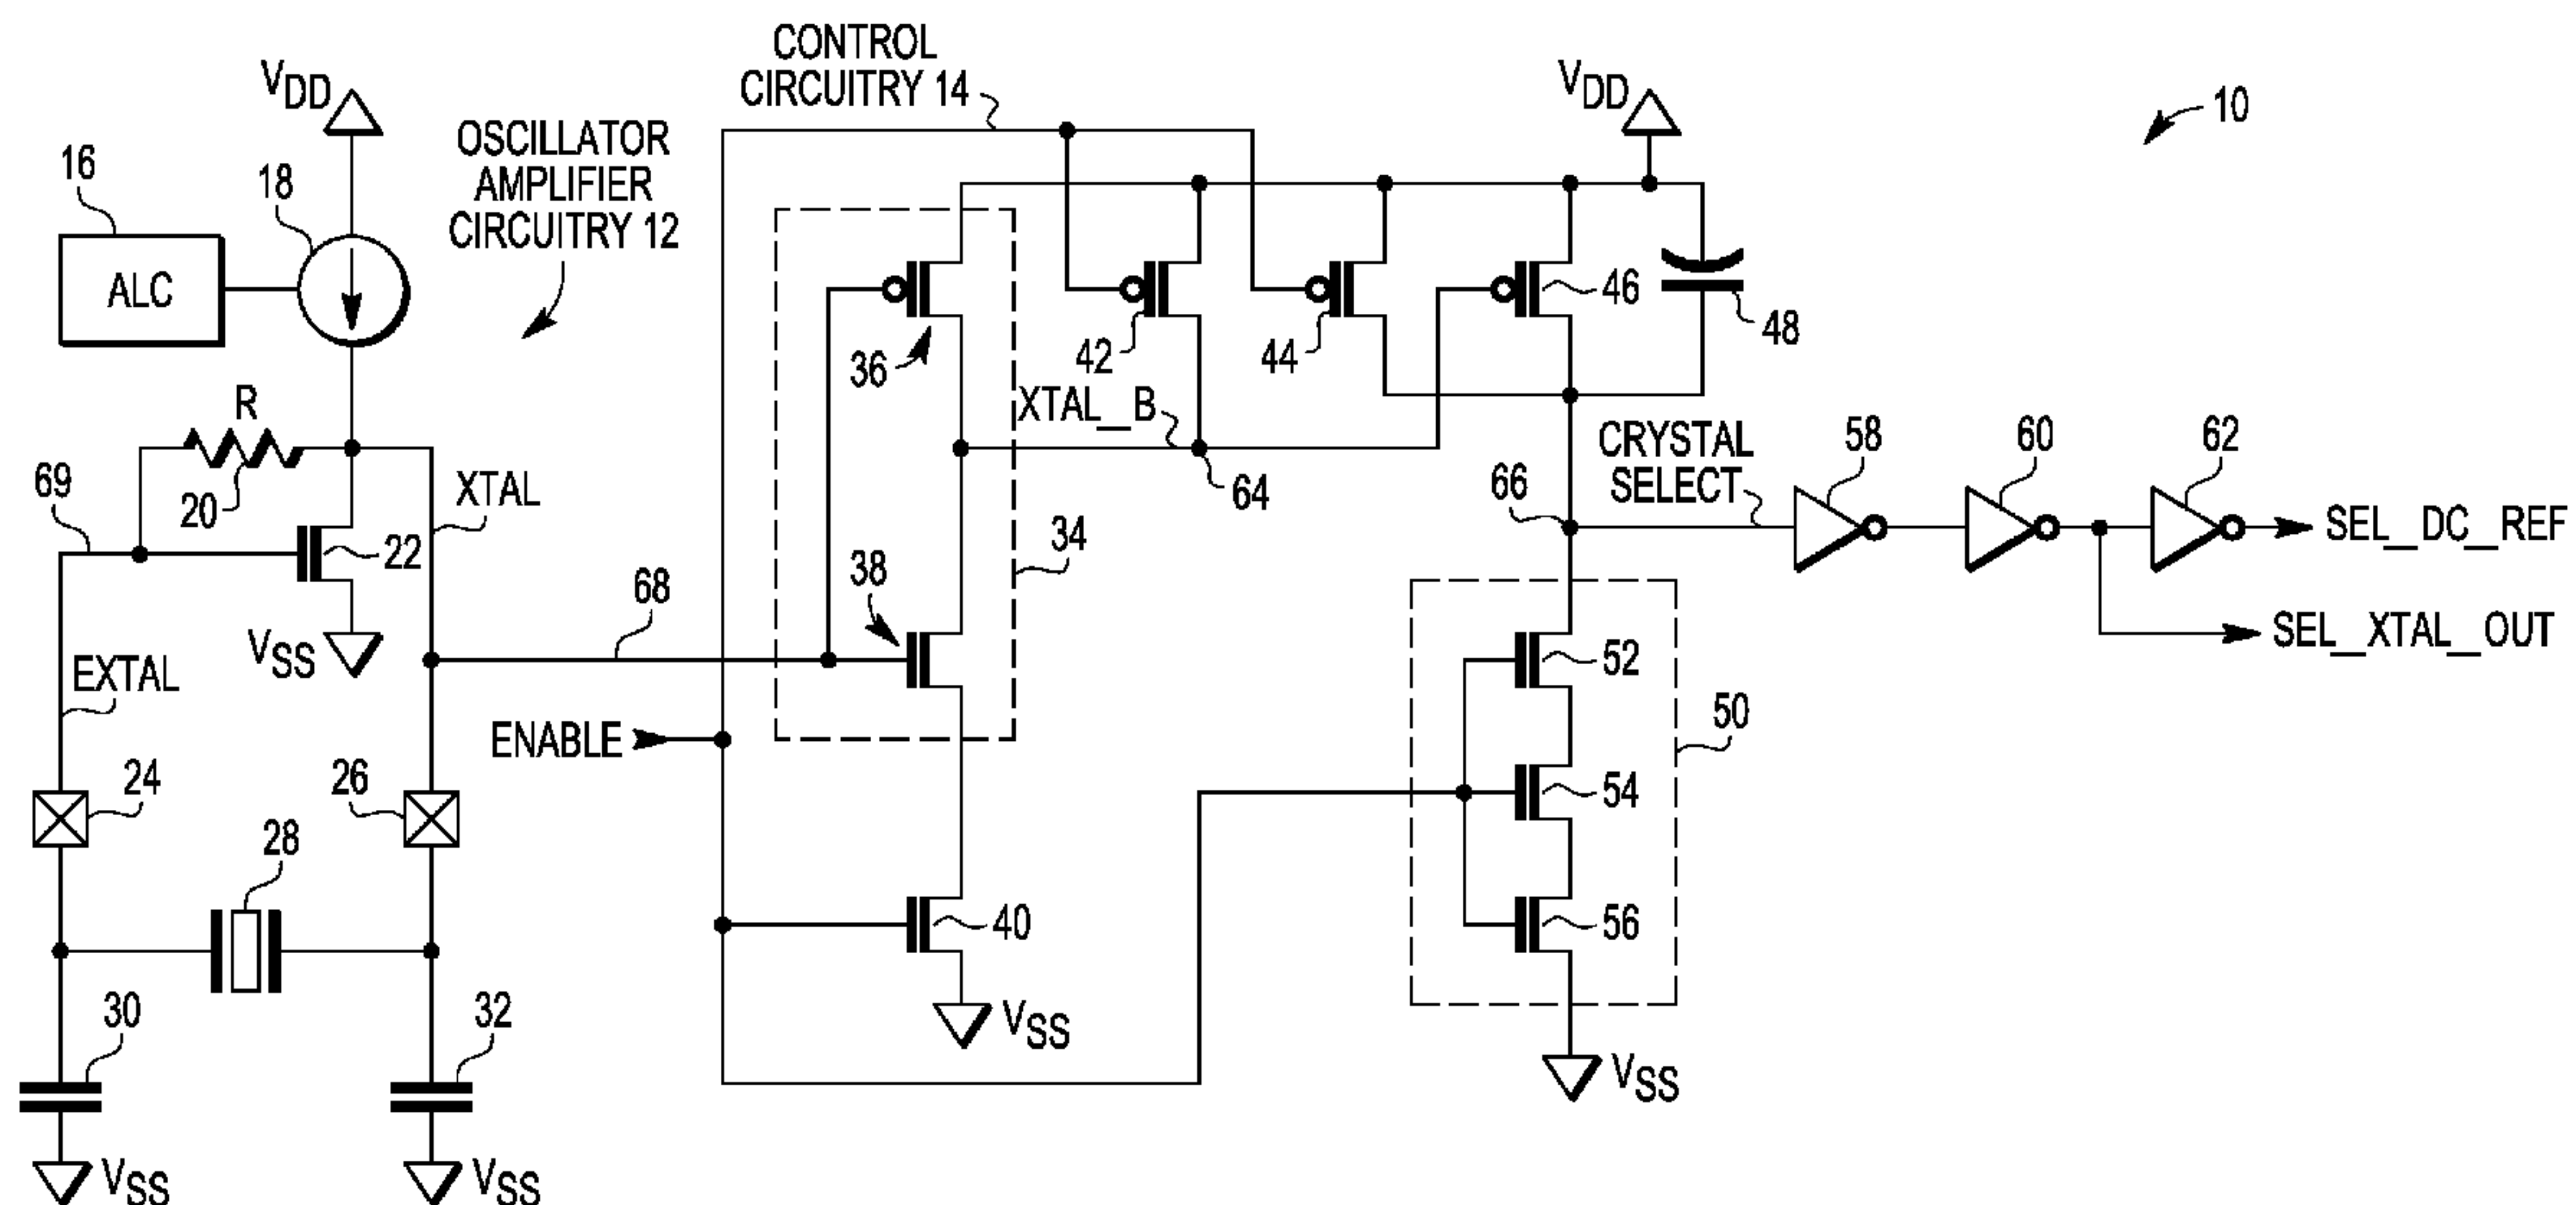 CONTROL
CIRCUITRY 14
VDD
VDD
10
OSCILLATOR
AMPLIFIER
CIRCUITRY 12
16
18
ALC
46
48
36
42
44
R
XTAL_B
CRYSTAL
SELECT
58
60
62
69
20
XTAL
64
66
22
34
SEL_DC_REF
38
68
VSS
52
SEL_XTAL_OUT
EXTAL
50
ENABLE
24
26
54
28
40
56
30
32
VSS
VSS
VSS
VSS